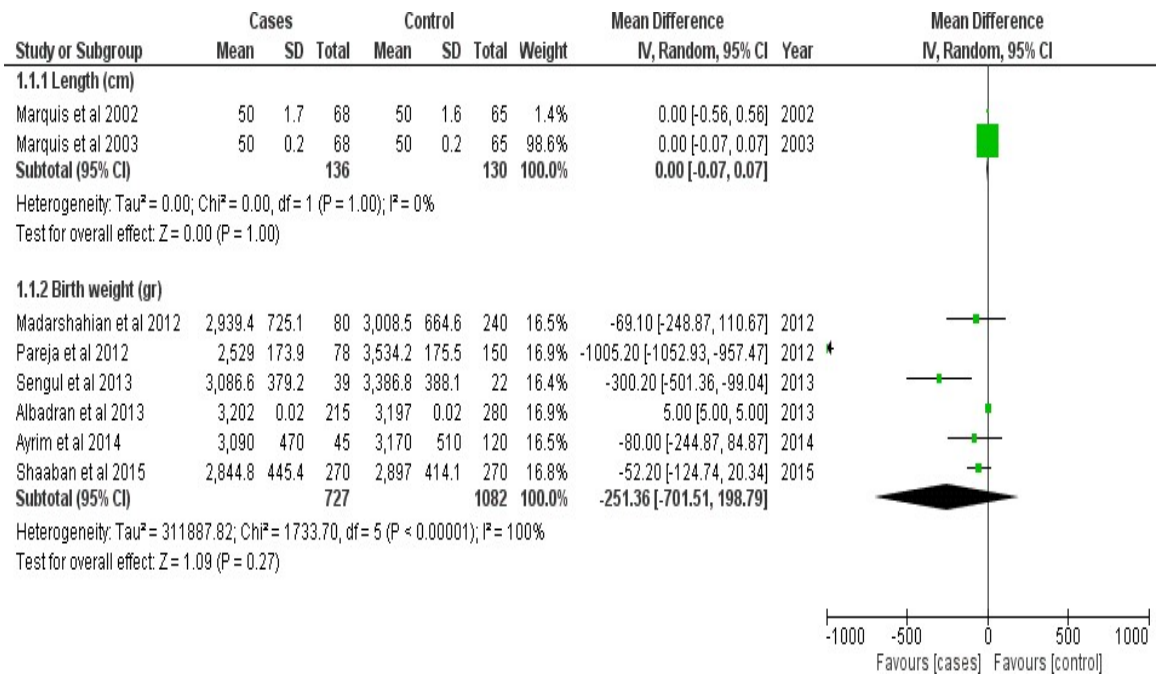 Cases Control Mean Difference Mean Difference
Study or Subgroup Mean SD Total Mean SD Total Weight IV, Random, 95% CI Year IV, Random, 95% CI
1.1.1 Length (cm)
Marquis et al 2002 50 1.7 68 50 1.6 65 1.4% 0.00 [-0.56, 0.56] 2002
Marquis et al 2003 50 0.2 68 50 0.2 65 98.6% 0.00 [-0.07, 0.07] 2003
Subtotal (95% CI) 136 130 100.0% 0.00 [-0.07, 0.07]
Heterogeneity: Tau² = 0.00; Chi² = 0.00, df = 1 (P = 1.00); I² = 0%
Test for overall effect: Z = 0.00 (P = 1.00)
1.1.2 Birth weight (gr)
Madarshahian et al 2012 2,939.4 725.1 80 3,008.5 664.6 240 16.5% -69.10 [-248.87, 110.67] 2012
Pareja et al 2012 2,529 173.9 78 3,534.2 175.5 150 16.9% -1005.20 [-1052.93, -957.47] 2012
Sengul et al 2013 3,086.6 379.2 39 3,386.8 388.1 22 16.4% -300.20 [-501.36, -99.04] 2013
Albadran et al 2013 3,202 0.02 215 3,197 0.02 280 16.9% 5.00 [5.00, 5.00] 2013
Ayrim et al 2014 3,090 470 45 3,170 510 120 16.5% -80.00 [-244.87, 84.87] 2014
Shaaban et al 2015 2,844.8 445.4 270 2,897 414.1 270 16.8% -52.20 [-124.74, 20.34] 2015
Subtotal (95% CI) 727 1082 100.0% -251.36 [-701.51, 198.79]
Heterogeneity: Tau² = 311887.82; Chi² = 1733.70, df = 5 (P < 0.00001); I² = 100%
Test for overall effect: Z = 1.09 (P = 0.27)
-1000 -500 0 500 1000
Favours [cases] Favours [control]